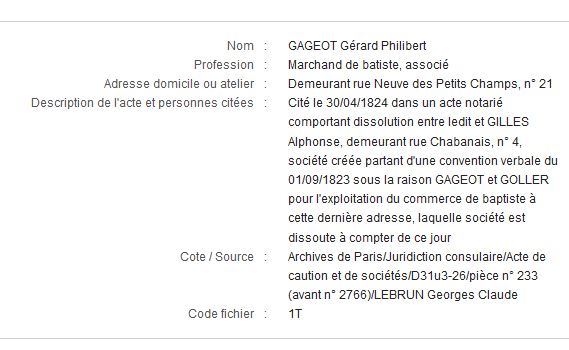 Nom : GAGEOT Gérard Philibert
Profession : Marchand de batiste, associé
Adresse domicile ou atelier : Demeurant rue Neuve des Petits Champs, n° 21
Description de l'acte et personnes citées : Cité le 30/04/1824 dans un acte notarié
comportant dissolution entre ledit et GILLES
Alphonse, demeurant rue Chabanais, n° 4,
société créée partant d'une convention verbale du
01/09/1823 sous la raison GAGEOT et GOLLER
pour l'exploitation du commerce de baptiste à
cette dernière adresse, laquelle société est
dissoute à compter de ce jour
Cote / Source : Archives de Paris/Juridiction consulaire/Acte de
caution et de sociétés/D31u3-26/pièce n° 233
(avant n° 2766)/LEBRUN Georges Claude
Code fichier : 1T